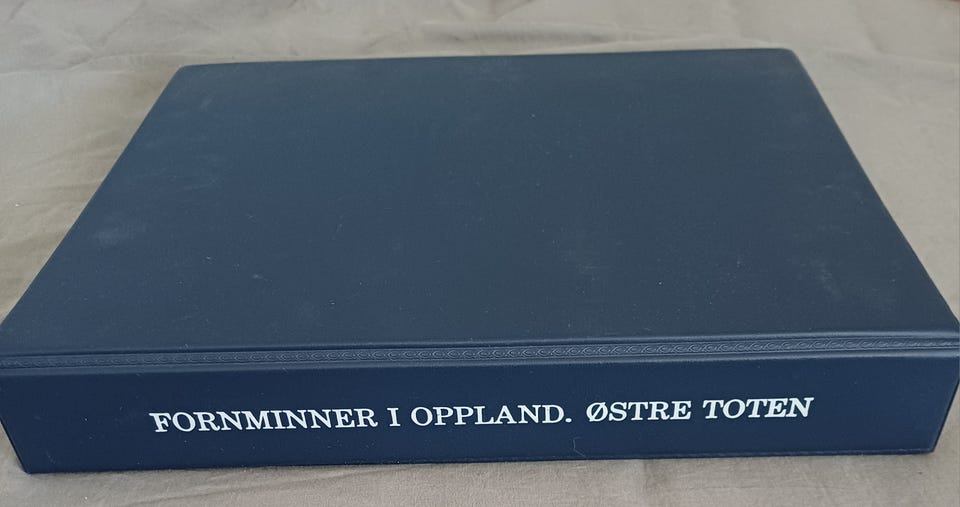 FORNMINNER I OPPLAND. ØSTRE TOTEN